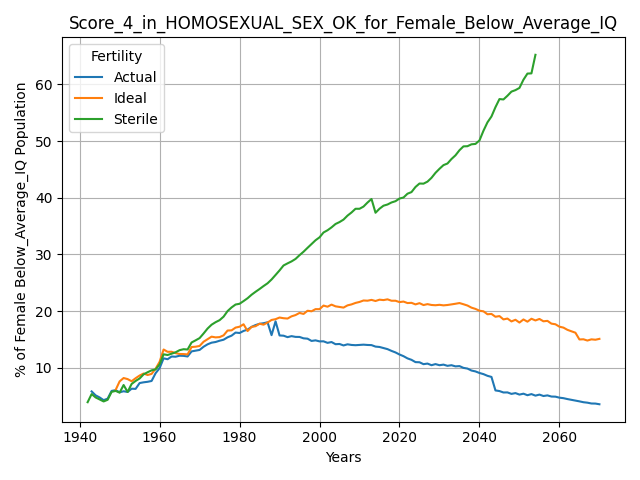 Score_4_in_HOMOSEXUAL_SEX_OK_for_Female_Below_Average_IQ
Fertility
Actual
Ideal
Sterile
% of Female Below_Average_IQ Population
60
50
40
30
20
10
1940 1960 1980 2000 2020 2040 2060
Years